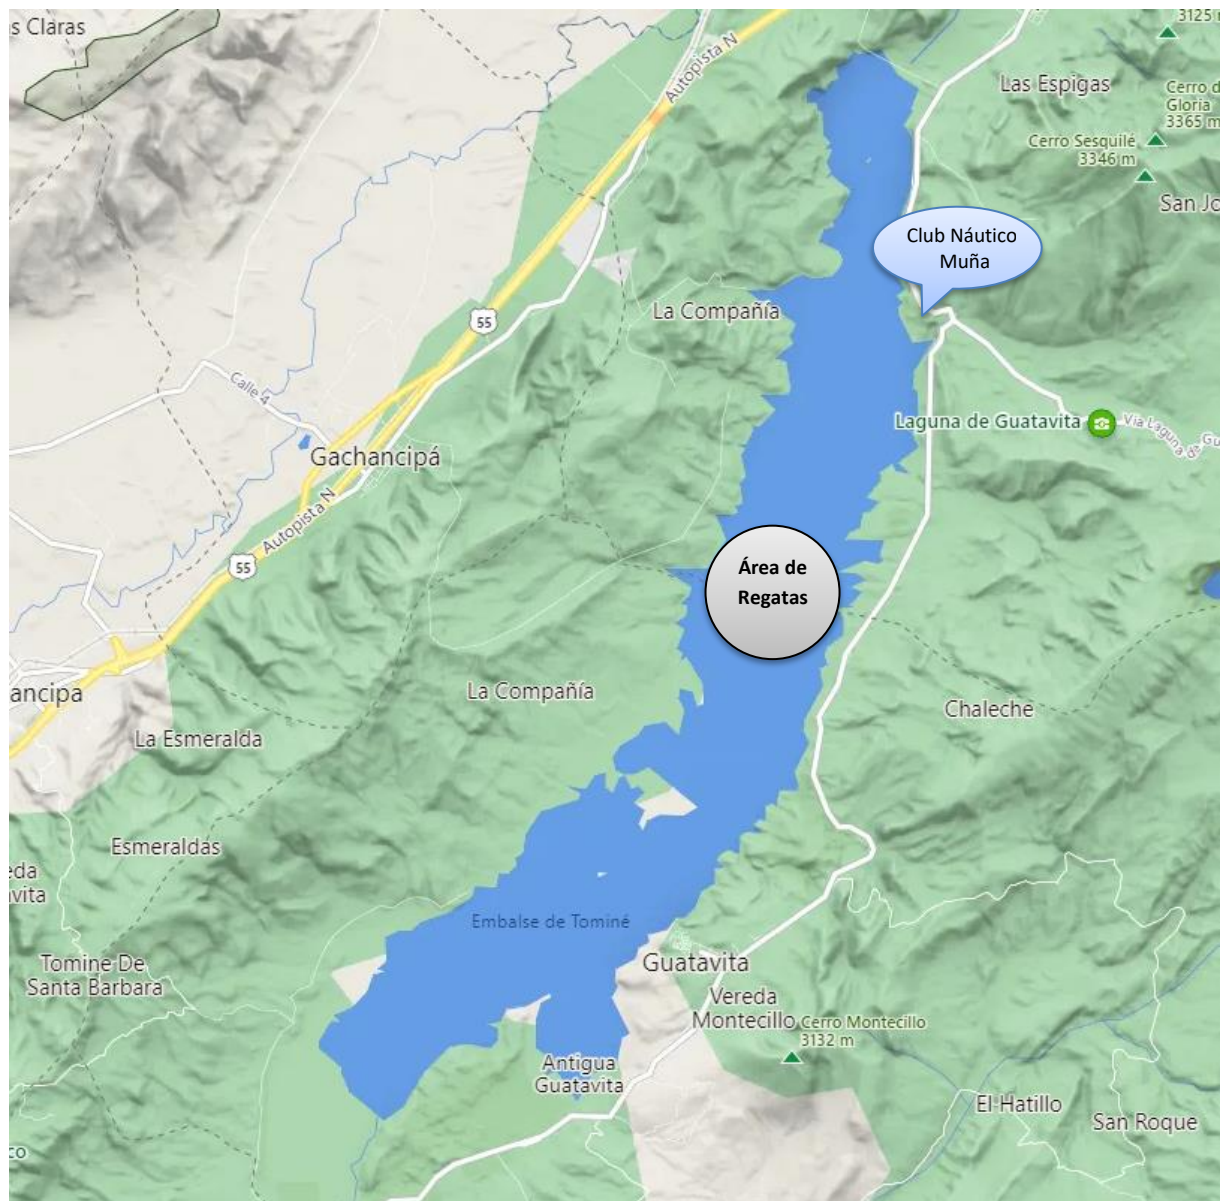 s Claras
3125
Autopista N
Las Espigas
Cerro d
Gloria
3365 m
Cerro Sesquilé
3346 m
San Jo
Club Náutico
Muña
La Compañía
55
Calle 4
Laguna de Guatavita
Via Laguna de Gu
Gachancipá
Autopista N
55
Área de
Regatas
ancipa
La Compañía
Chaleche
La Esmeralda
Esmeraldas
eda
avita
Embalse de Tominé
Tomine De
Santa Barbara
Guatavita
Vereda
Montecillo
Cerro Montecillo
3132 m
Antigua
Guatavita
El Hatillo
San Roque
co